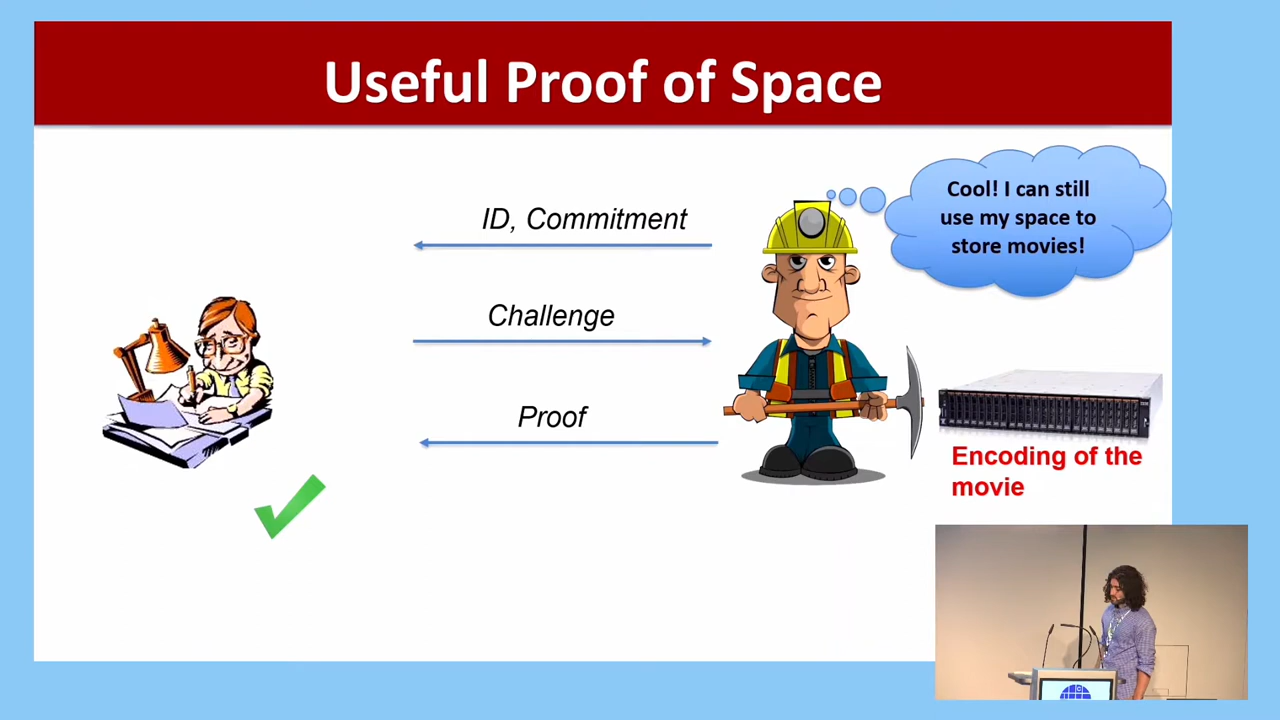 Useful Proof of Space
Cool! I can still
use my space to
store movies!
ID, Commitment
Challenge
Proof
Encoding of the
movie